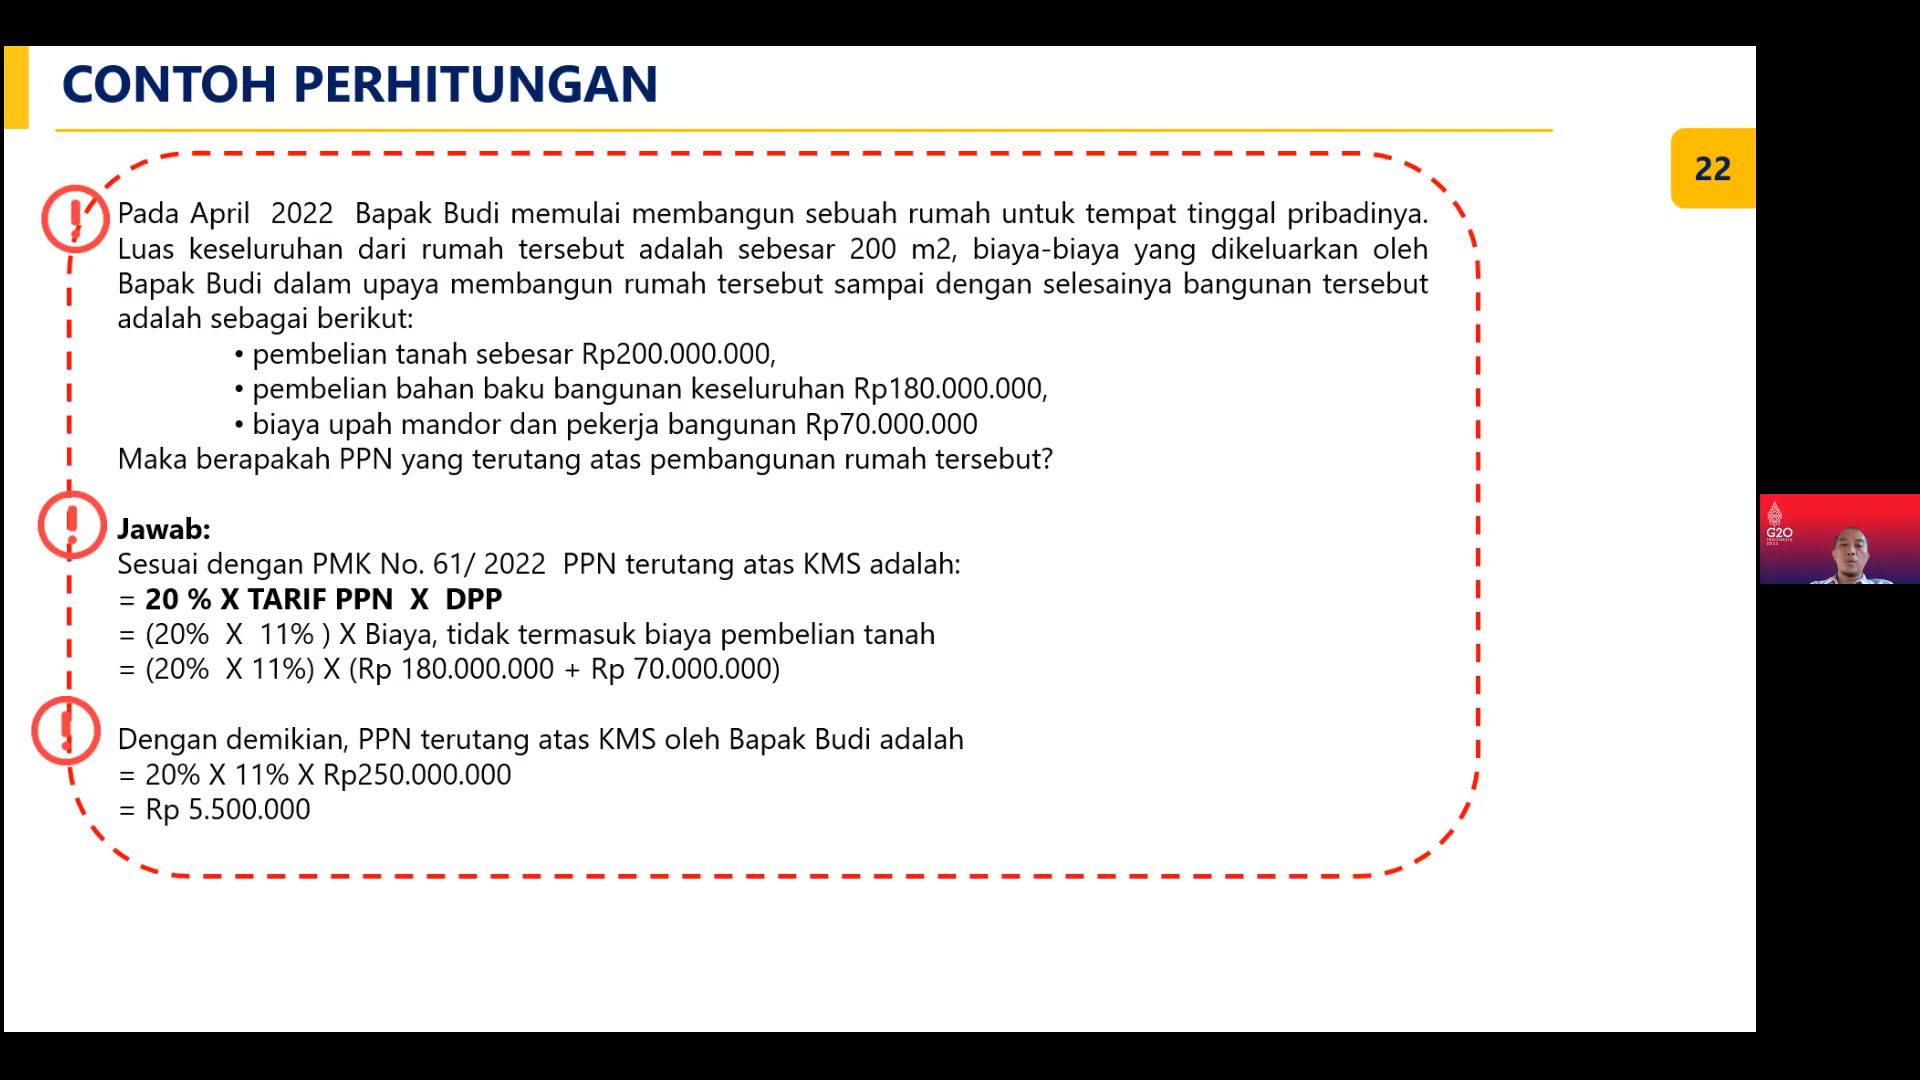 CONTOH PERHITUNGAN
22
Pada April 2022 Bapak Budi memulai membangun sebuah rumah untuk tempat tinggal pribadinya.
Luas keseluruhan dari rumah tersebut adalah sebesar 200 m2, biaya-biaya yang dikeluarkan oleh
Bapak Budi dalam upaya membangun rumah tersebut sampai dengan selesainya bangunan tersebut
adalah sebagai berikut:
• pembelian tanah sebesar Rp200.000.000,
• pembelian bahan baku bangunan keseluruhan Rp180.000.000,
• biaya upah mandor dan pekerja bangunan Rp70.000.000
Maka berapakah PPN yang terutang atas pembangunan rumah tersebut?
Jawab:
Sesuai dengan PMK No. 61/ 2022 PPN terutang atas KMS adalah:
= 20 % X TARIF PPN X DPP
= (20% X 11% ) X Biaya, tidak termasuk biaya pembelian tanah
= (20% X 11%) X (Rp 180.000.000 + Rp 70.000.000)
Dengan demikian, PPN terutang atas KMS oleh Bapak Budi adalah
= 20% X 11% X Rp250.000.000
= Rp 5.500.000
G20
INDONESIA
2022